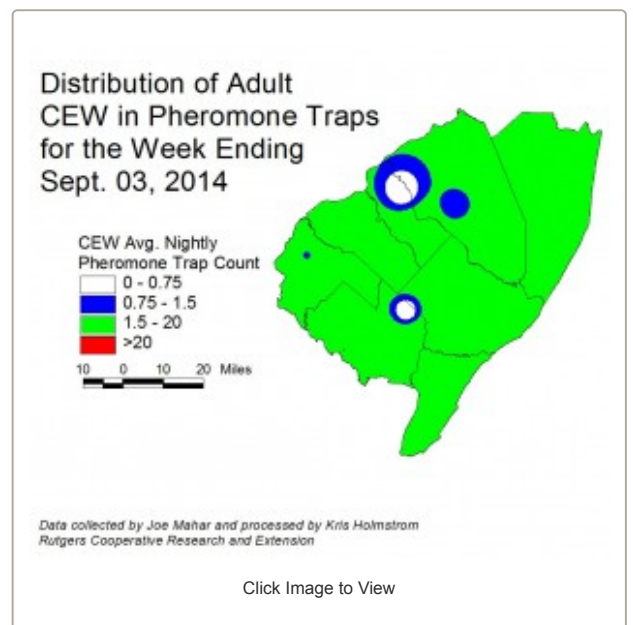 Distribution of Adult
CEW in Pheromone Traps
for the Week Ending
Sept. 03, 2014
CEW Avg. Nightly
Pheromone Trap Count
0 - 0.75
0.75 - 1.5
1.5 - 20
>20
10 0 10 20 Miles
Data collected by Joe Mahar and processed by Kris Holmstrom
Rutgers Cooperative Research and Extension
Click Image to View